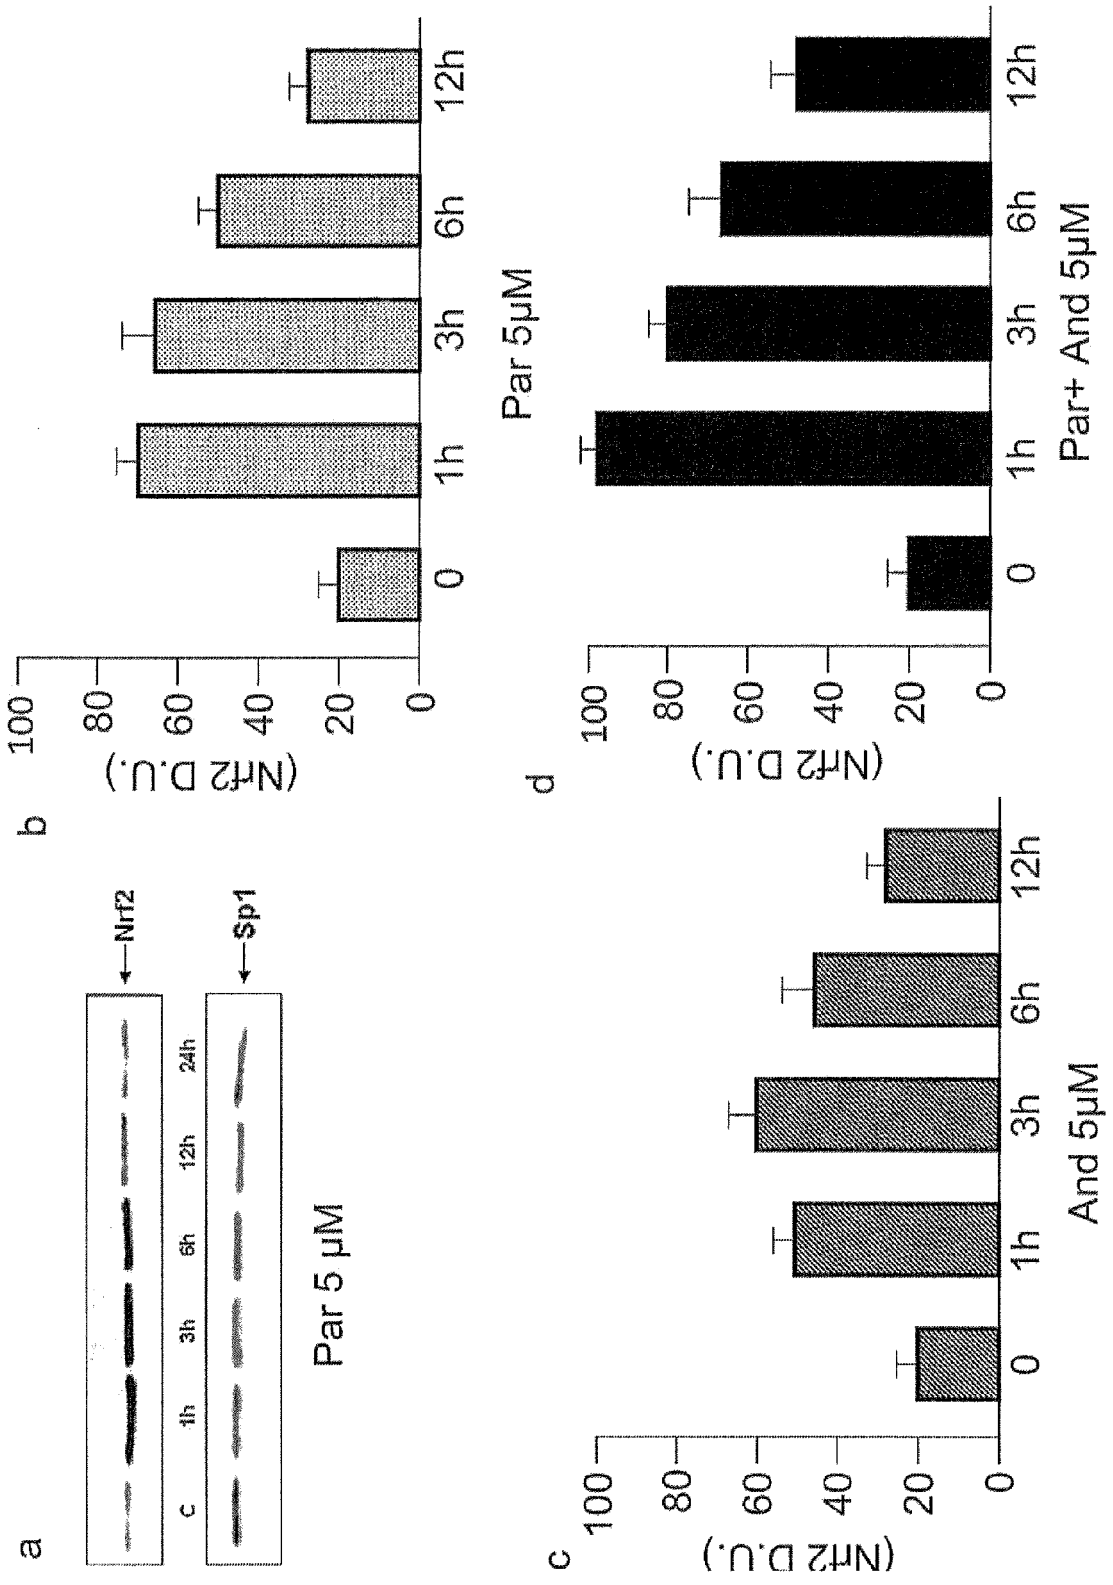 a
Nrf2
C 1h 3h 6h 12h 24h
Sp1
Par 5 µM
b
(Nrf2 D.U.)
100
80
60
40
20
0
0 1h 3h 6h 12h
Par 5µM
c
(Nrf2 D.U.)
100
80
60
40
20
0
0 1h 3h 6h 12h
And 5µM
d
(Nrf2 D.U.)
100
80
60
40
20
0
0 1h 3h 6h 12h
Par+ And 5µM